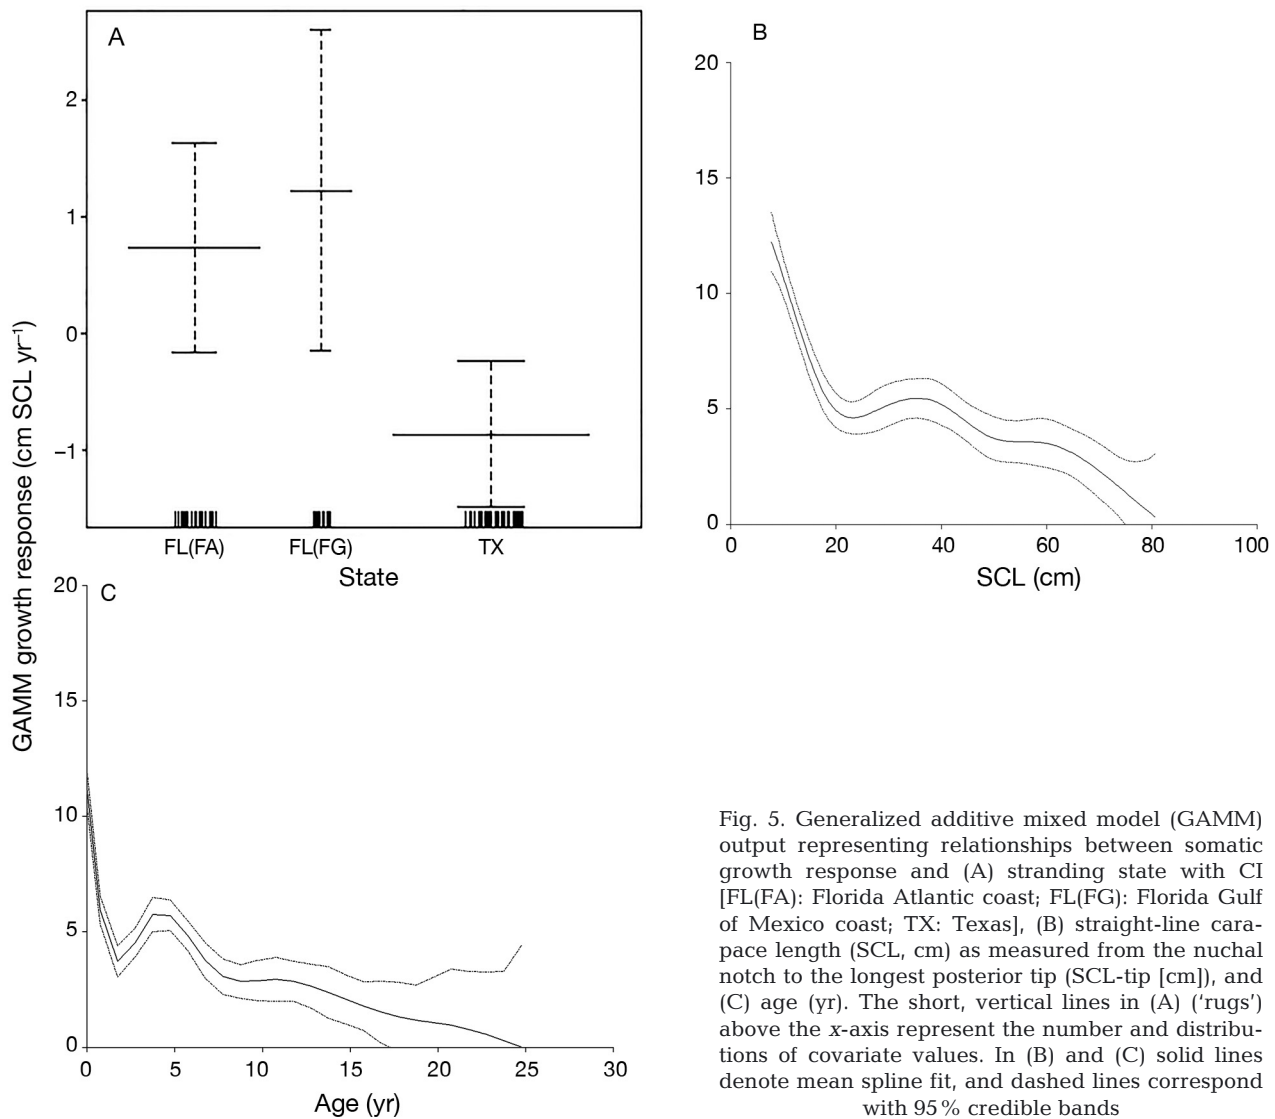 A
2
1
0
–1
FL(FA)
FL(FG)
TX
State
GAMM growth response (cm SCL yr–1)
B
20
15
10
5
0
0
20
40
60
80
100
SCL (cm)
C
20
15
10
5
0
0
5
10
15
20
25
30
Age (yr)
Fig. 5. Generalized additive mixed model (GAMM)
output representing relationships between somatic
growth response and (A) stranding state with CI
[FL(FA): Florida Atlantic coast; FL(FG): Florida Gulf
of Mexico coast; TX: Texas], (B) straight-line cara-
pace length (SCL, cm) as measured from the nuchal
notch to the longest posterior tip (SCL-tip [cm]), and
(C) age (yr). The short, vertical lines in (A) (‘rugs’)
above the x-axis represent the number and distribu-
tions of covariate values. In (B) and (C) solid lines
denote mean spline fit, and dashed lines correspond
with 95% credible bands